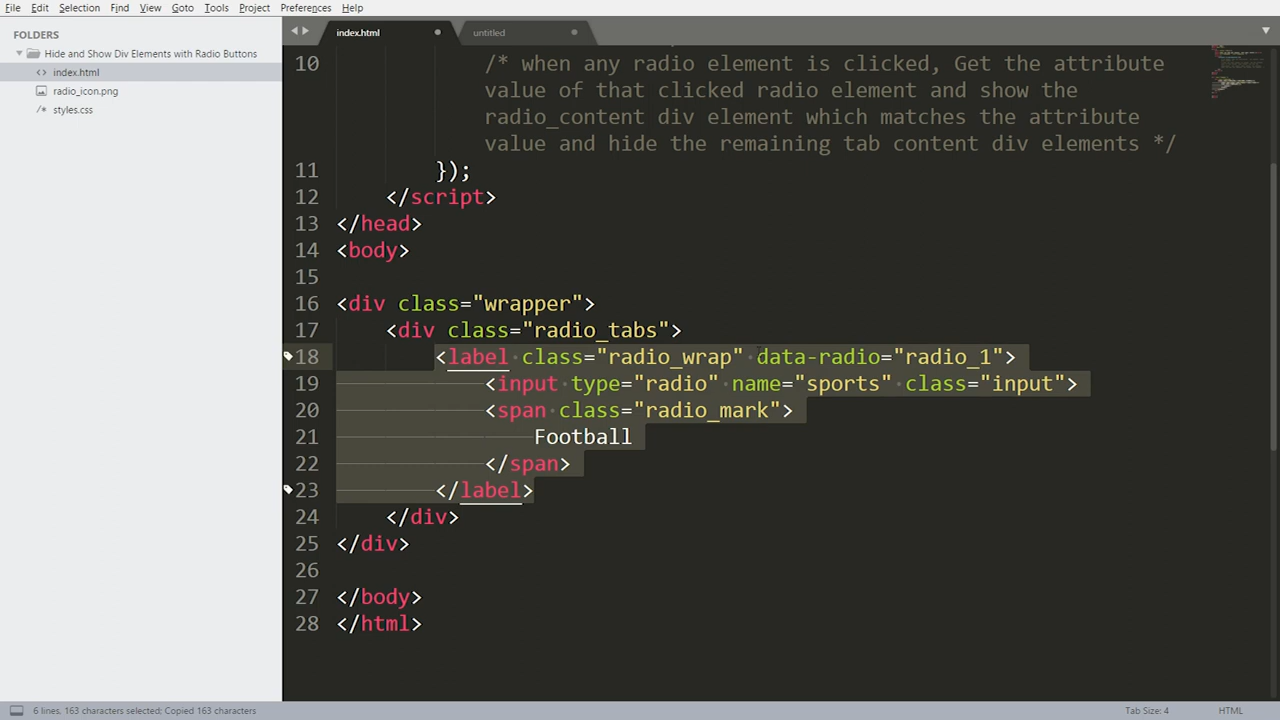 File Edit Selection Find View Goto Tools Project Preferences Help
FOLDERS
Hide and Show Div Elements with Radio Buttons
index.html
radio_icon.png
styles.css
index.html
untitled
10 /* when any radio element is clicked, Get the attribute
value of that clicked radio element and show the
radio_content div element which matches the attribute
value and hide the remaining tab content div elements */
11 });
12 </script>
13 </head>
14 <body>
15
16 <div class="wrapper">
17 <div class="radio_tabs">
18 <label class="radio_wrap" data-radio="radio_1">
19 <input type="radio" name="sports" class="input">
20 <span class="radio_mark">
21 Football
22 </span>
23 </label>
24 </div>
25 </div>
26
27 </body>
28 </html>
6 lines, 163 characters selected; Copied 163 characters
Tab Size: 4
HTML